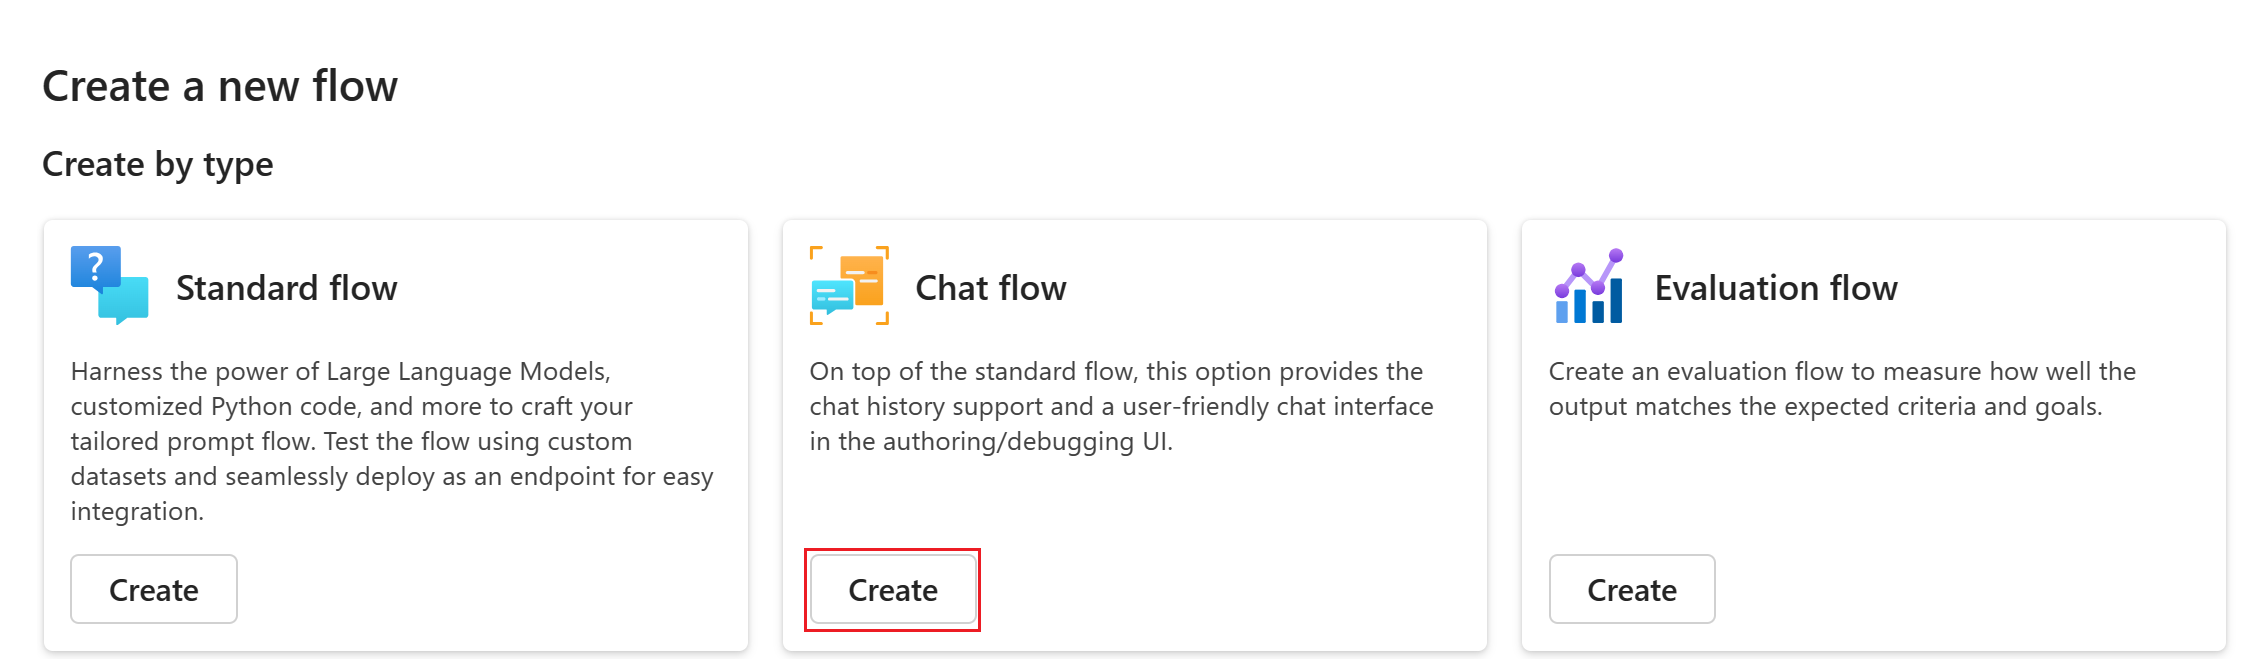 Create a new flow
Create by type
?
Standard flow
Harness the power of Large Language Models,
customized Python code, and more to craft your
tailored prompt flow. Test the flow using custom
datasets and seamlessly deploy as an endpoint for easy
integration.
Create
Chat flow
On top of the standard flow, this option provides the
chat history support and a user-friendly chat interface
in the authoring/debugging UI.
Create
Evaluation flow
Create an evaluation flow to measure how well the
output matches the expected criteria and goals.
Create